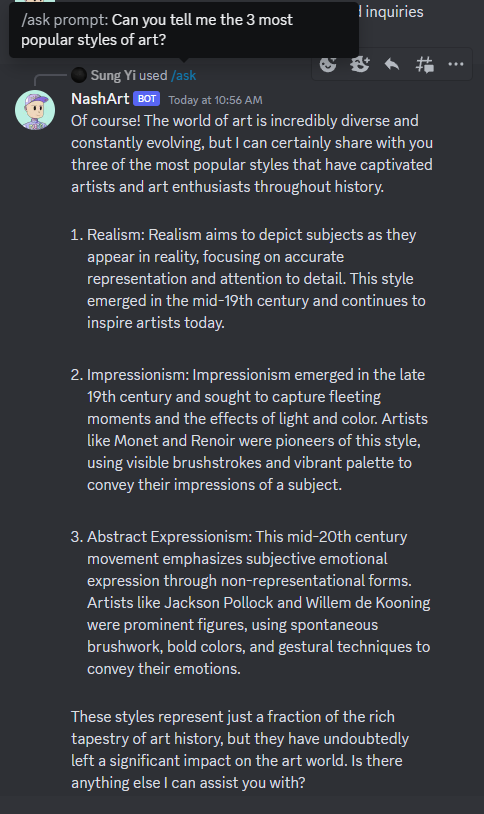 /ask prompt: Can you tell me the 3 most
popular styles of art?
l inquiries
Sung Yi used /ask
NashArt BOT Today at 10:56 AM
Of course! The world of art is incredibly diverse and
constantly evolving, but I can certainly share with you
three of the most popular styles that have captivated
artists and art enthusiasts throughout history.
1. Realism: Realism aims to depict subjects as they
appear in reality, focusing on accurate
representation and attention to detail. This style
emerged in the mid-19th century and continues to
inspire artists today.
2. Impressionism: Impressionism emerged in the late
19th century and sought to capture fleeting
moments and the effects of light and color. Artists
like Monet and Renoir were pioneers of this style,
using visible brushstrokes and vibrant palette to
convey their impressions of a subject.
3. Abstract Expressionism: This mid-20th century
movement emphasizes subjective emotional
expression through non-representational forms.
Artists like Jackson Pollock and Willem de Kooning
were prominent figures, using spontaneous
brushwork, bold colors, and gestural techniques to
convey their emotions.
These styles represent just a fraction of the rich
tapestry of art history, but they have undoubtedly
left a significant impact on the art world. Is there
anything else I can assist you with?